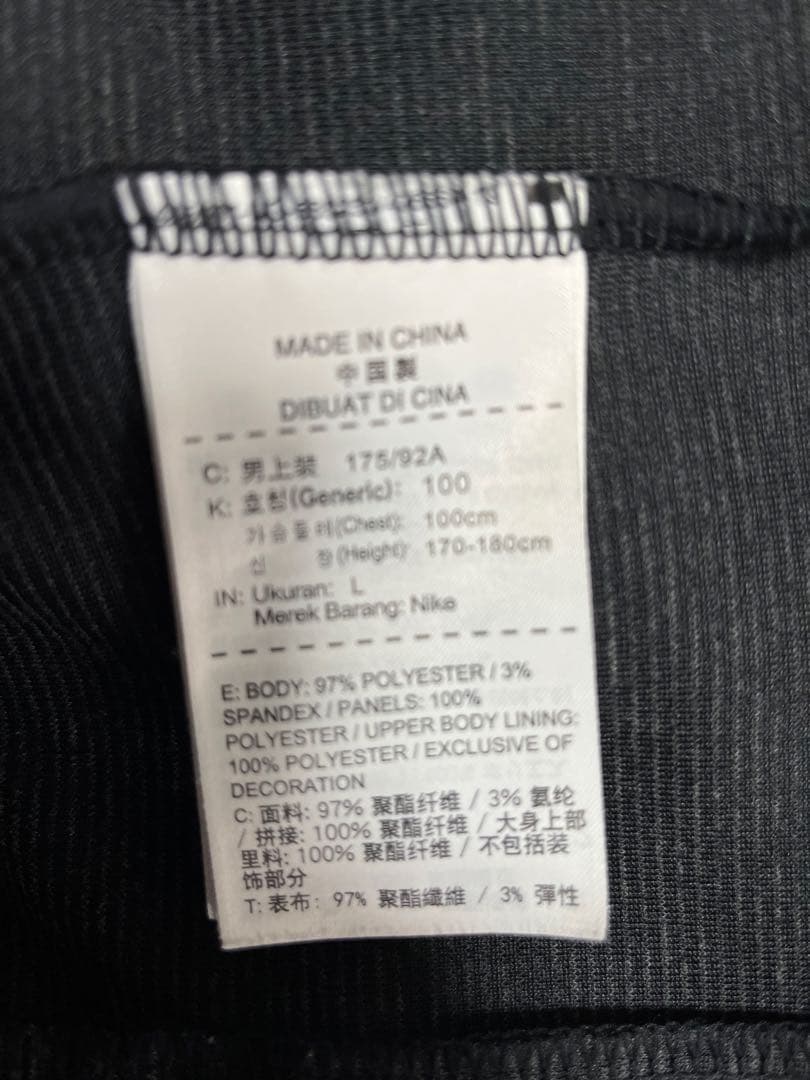 MADE IN CHINA
中国製
DIBUAT DI CINA
C: 男上装 175/92A
K: 호칭(Generic): 100
가슴둘레(Chest): 100cm
신 장(Height): 170-180cm
IN: Ukuran: L
Merek Barang: Nike
E: BODY: 97% POLYESTER / 3%
SPANDEX / PANELS: 100%
POLYESTER / UPPER BODY LINING:
100% POLYESTER / EXCLUSIVE OF
DECORATION
C: 面料: 97% 聚酯纤维 / 3% 氨纶
/ 拼接: 100% 聚酯纤维 / 大身上部
里料: 100% 聚酯纤维 / 不包括装
饰部分
T: 表布: 97% 聚酯纖維 / 3% 彈性